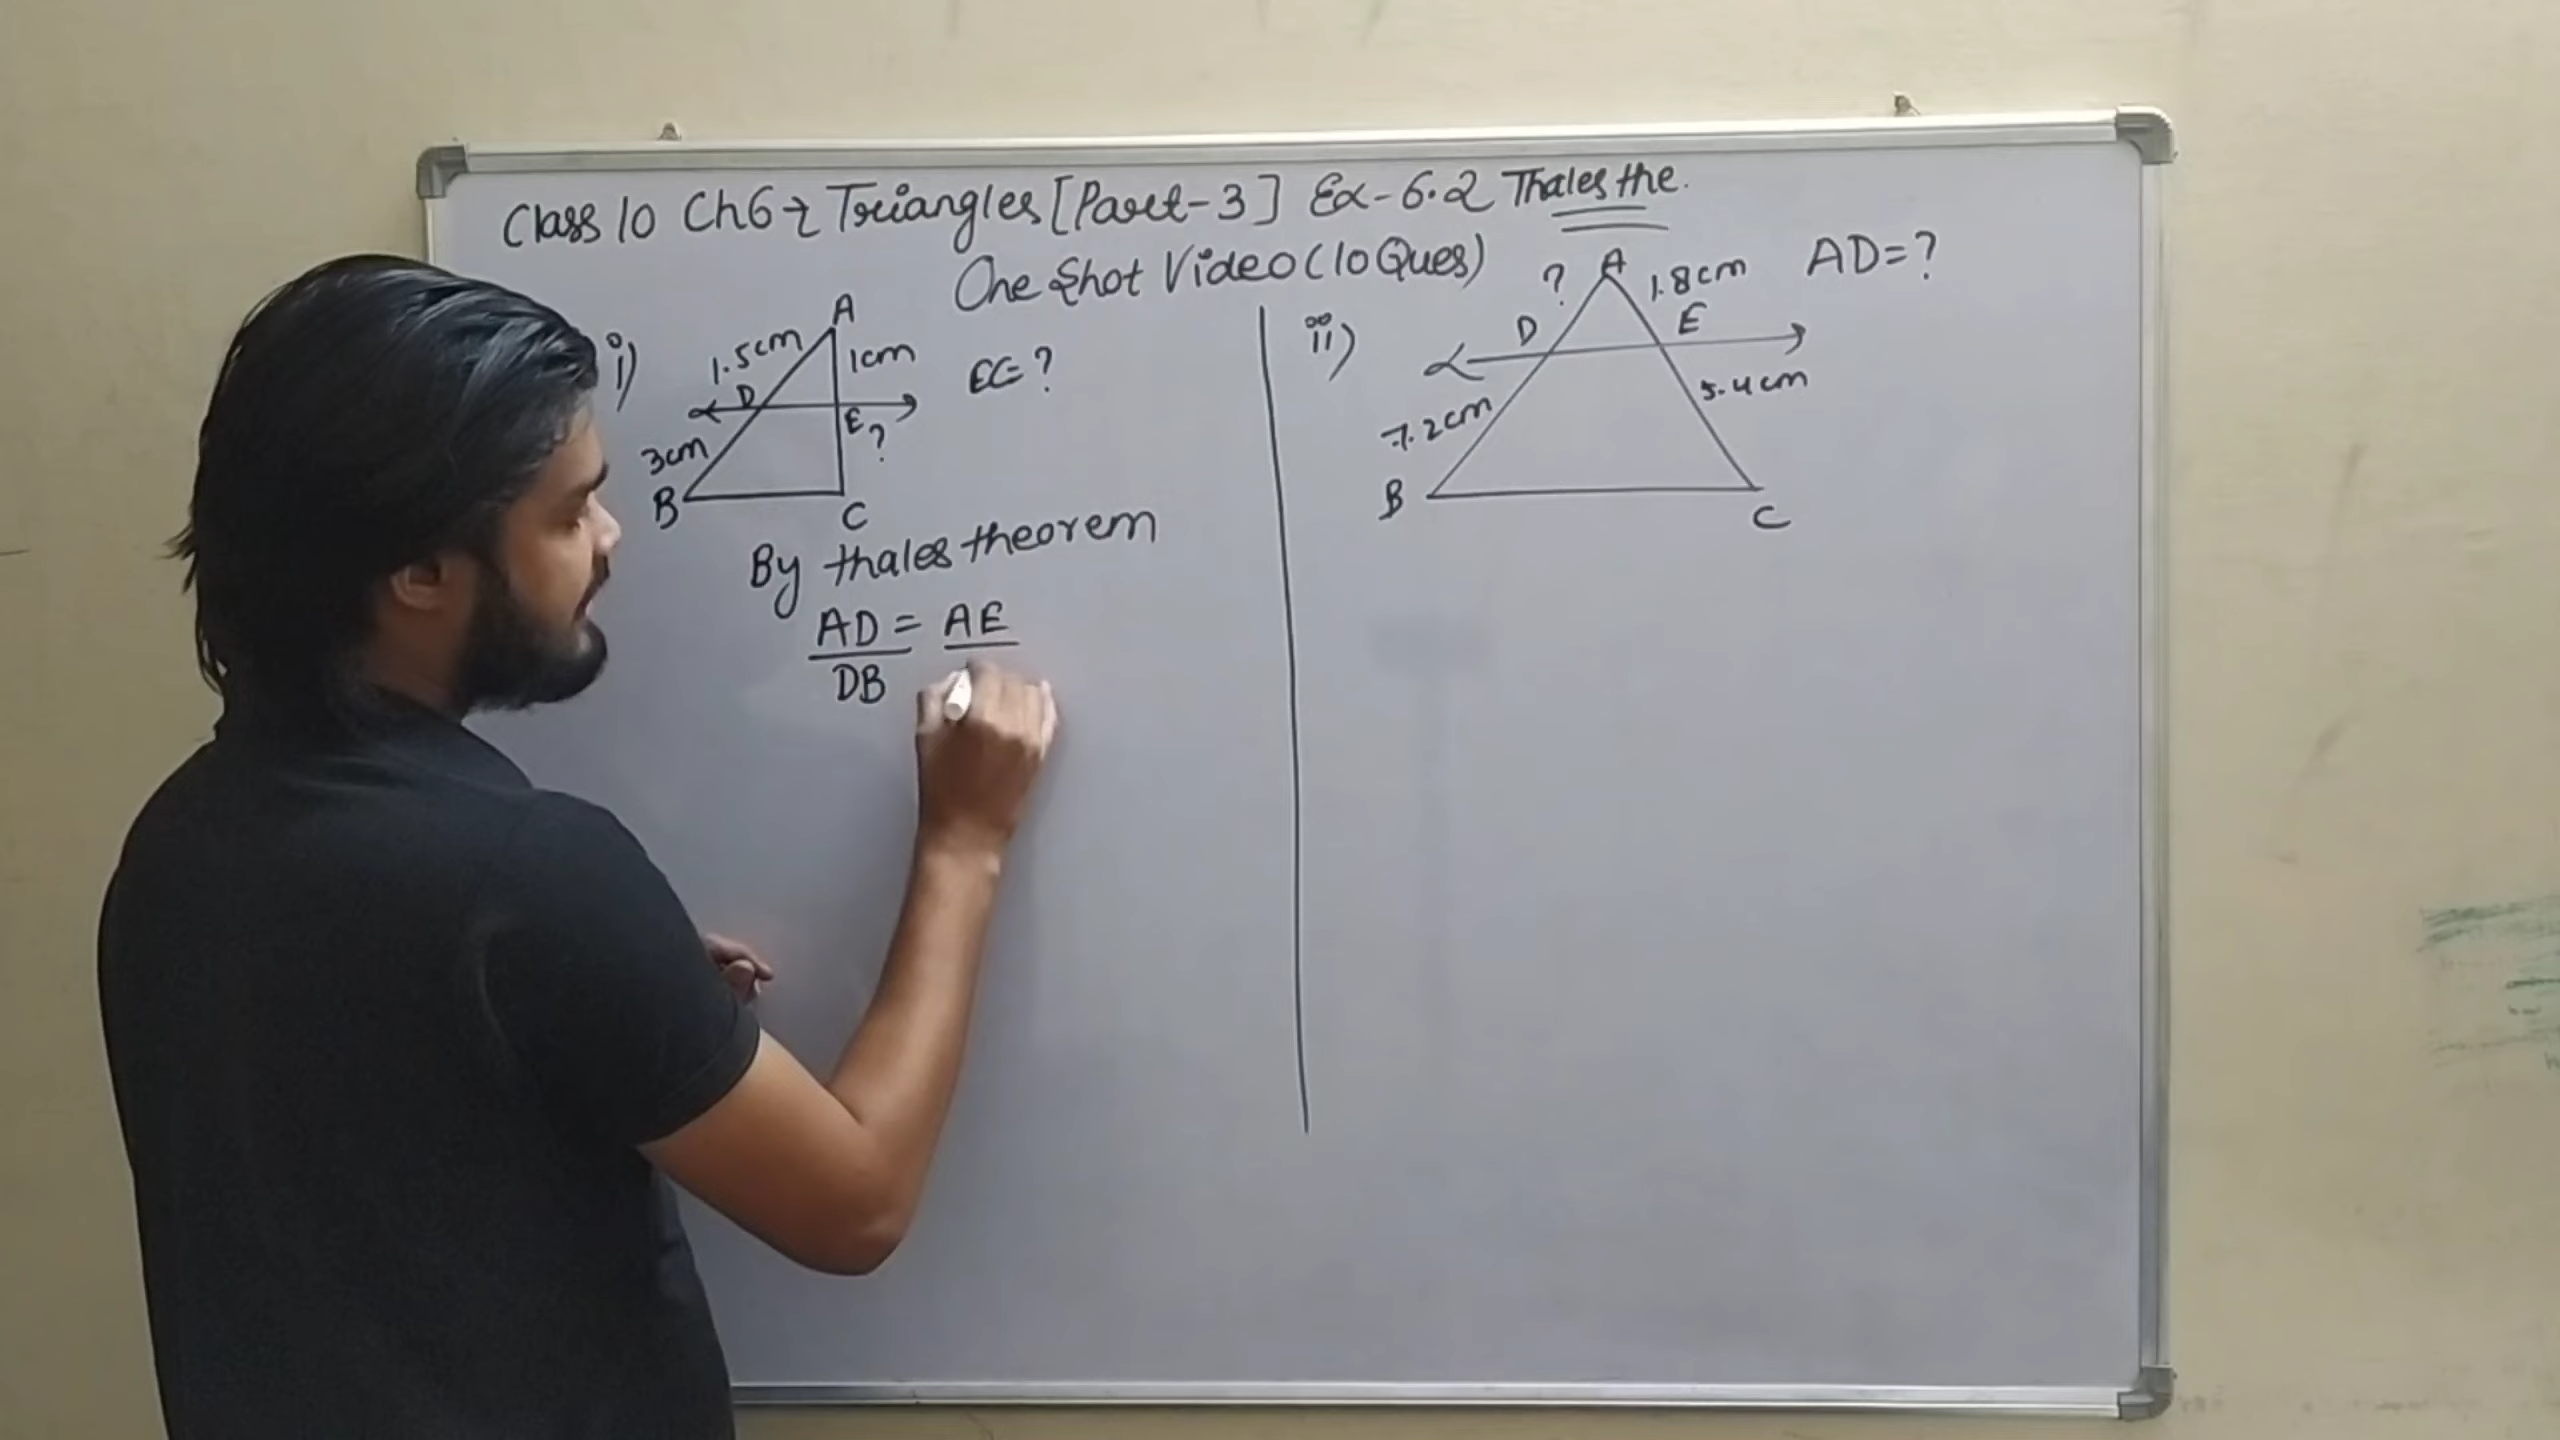 Class 10 Ch6 → Triangles [Part-3] Ex-6.2 Thales the.
One Shot Video (10 Ques)
i)
A
1.5cm
1cm
D
E
?
3cm
B
C
EC=?
By thales theorem
AD = AE
DB
ii)
?
A
1.8cm
AD=?
D
E
7.2cm
5.4cm
B
C